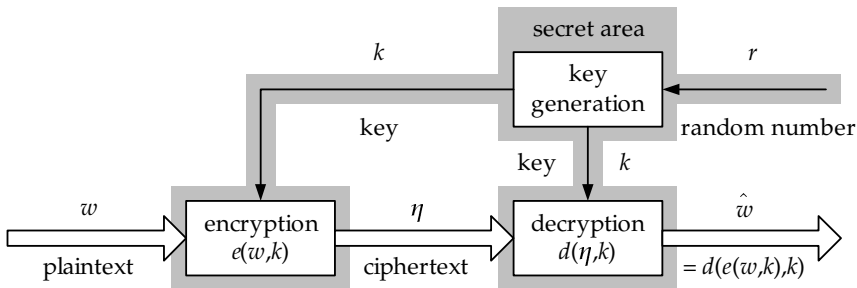 secret area
k
r
key
generation
key
random number
key
k
w
encryption
e(w,k)
η
decryption
d(η,k)
ŵ
plaintext
ciphertext
= d(e(w,k),k)